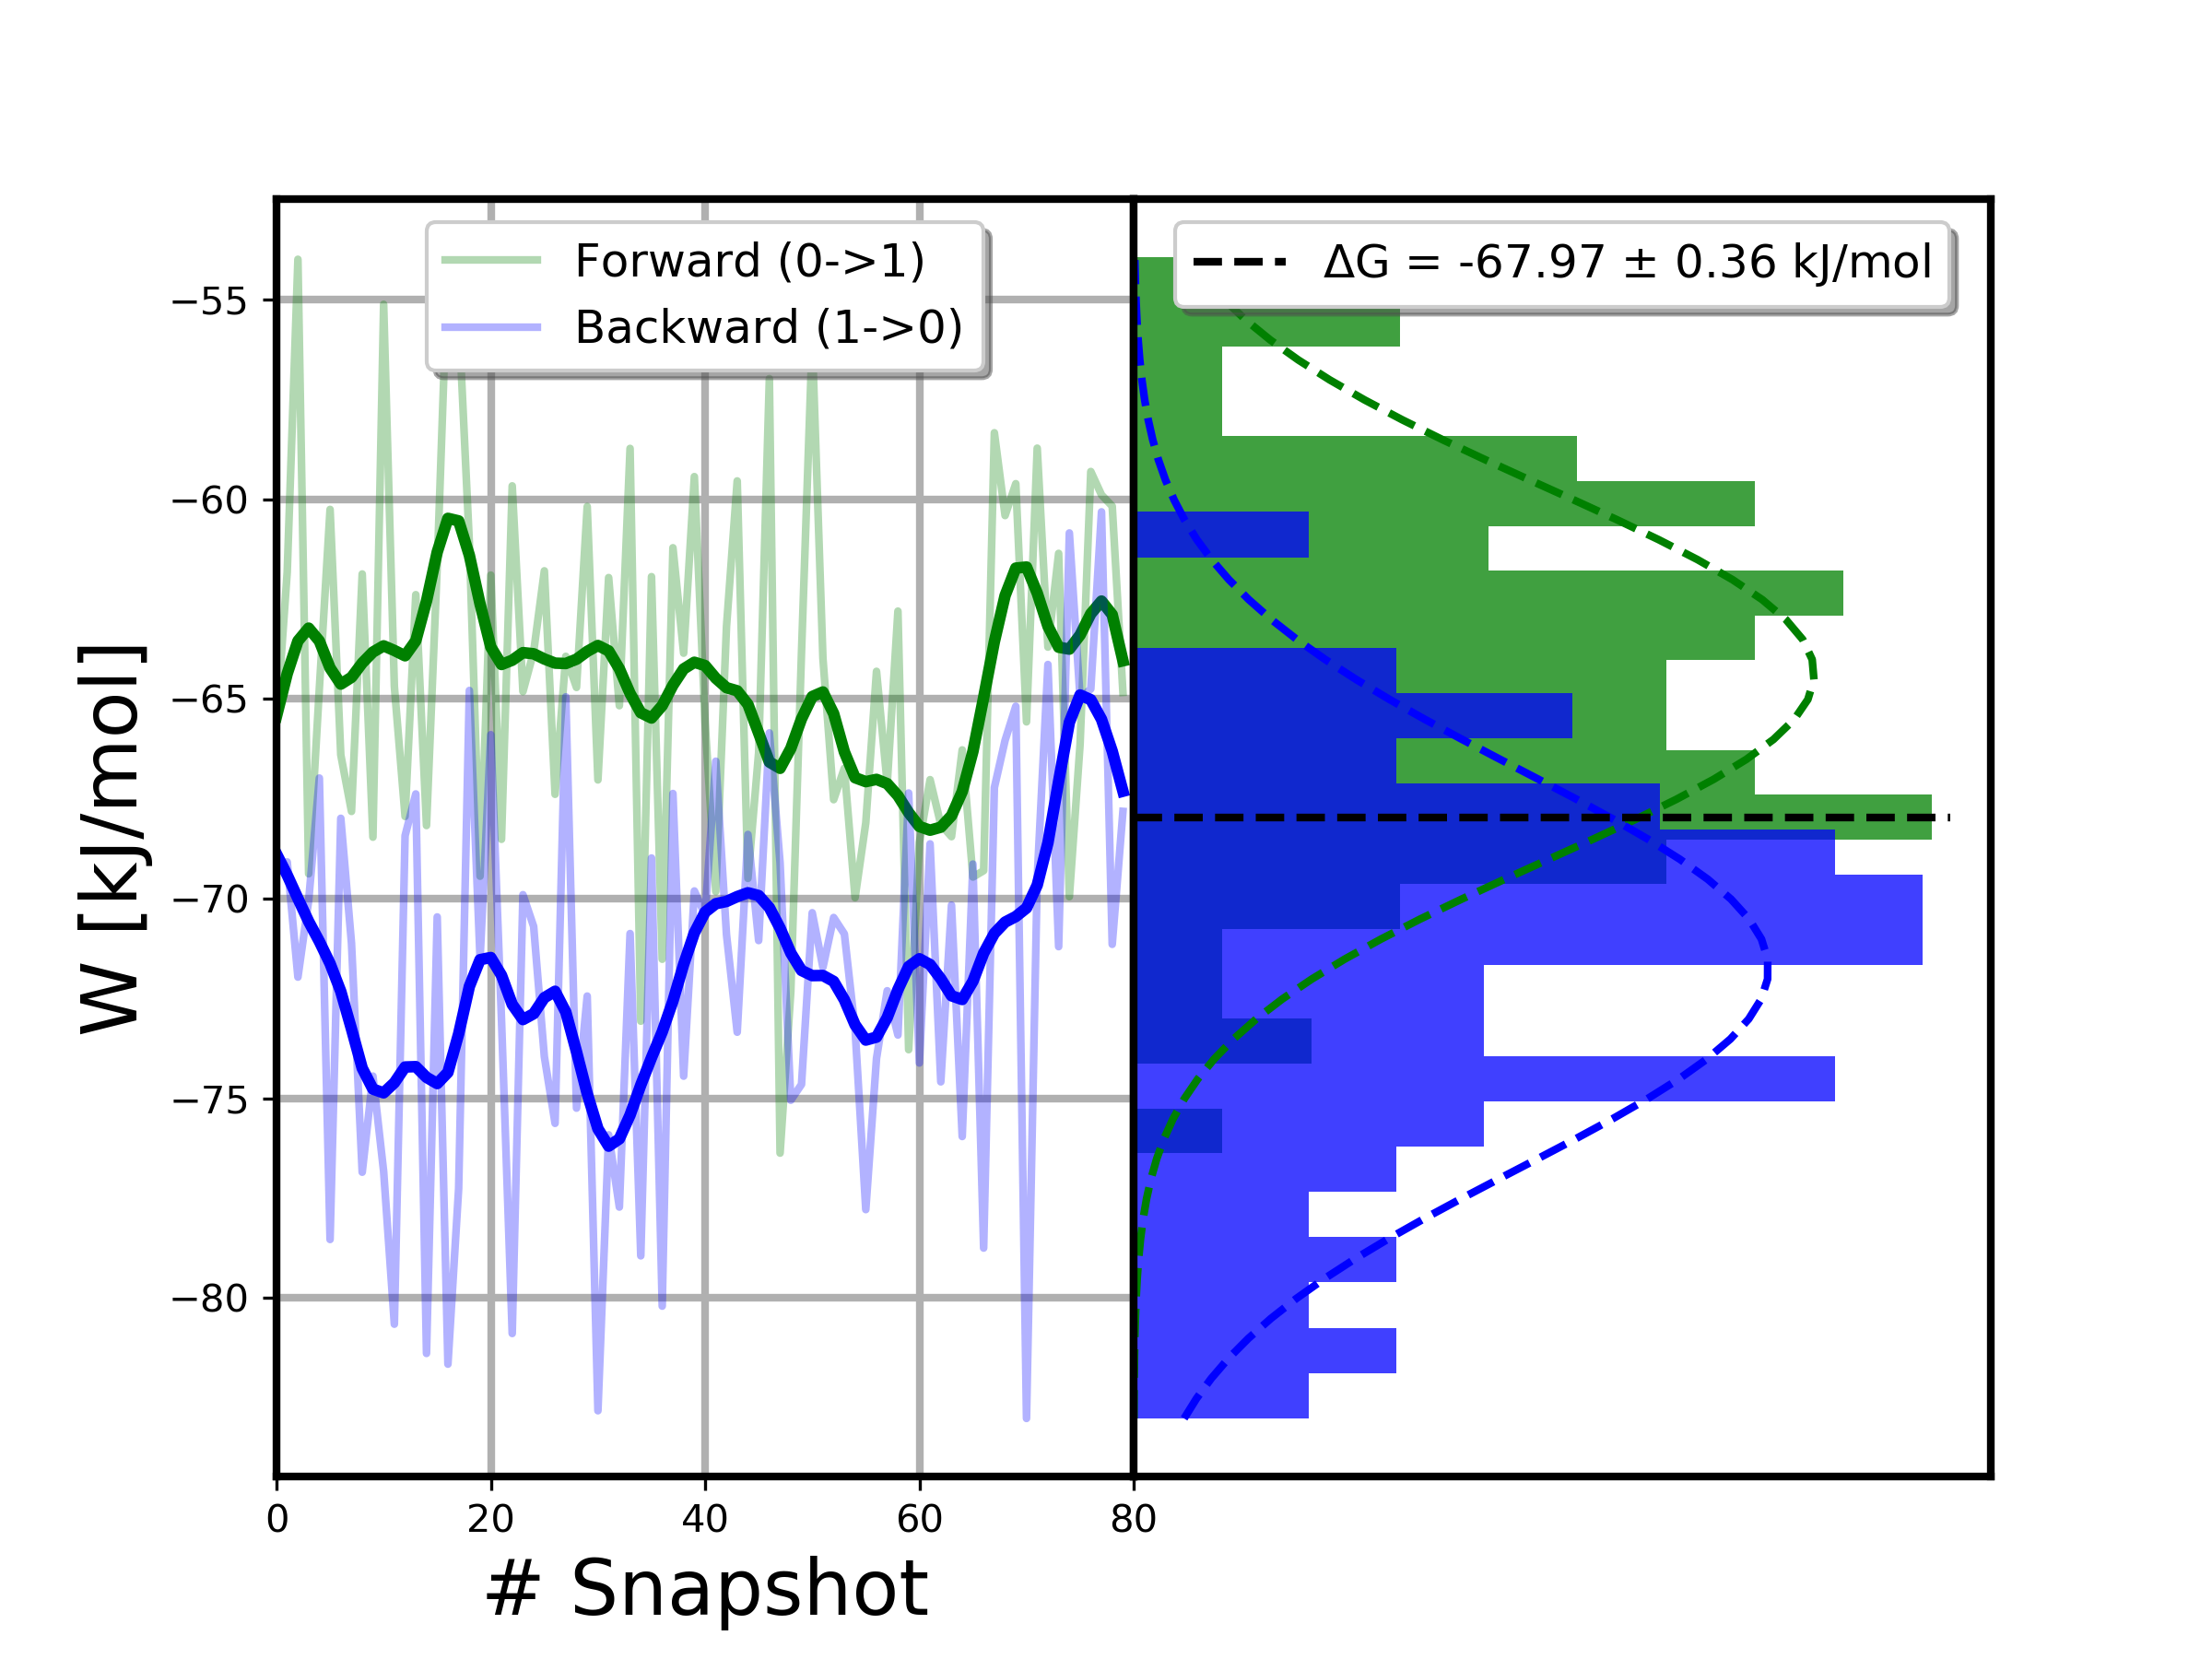 Forward (0->1)
Backward (1->0)
ΔG = -67.97 ± 0.36 kJ/mol
−55
−60
−65
−70
−75
−80
W [kJ/mol]
0 20 40 60 80
# Snapshot